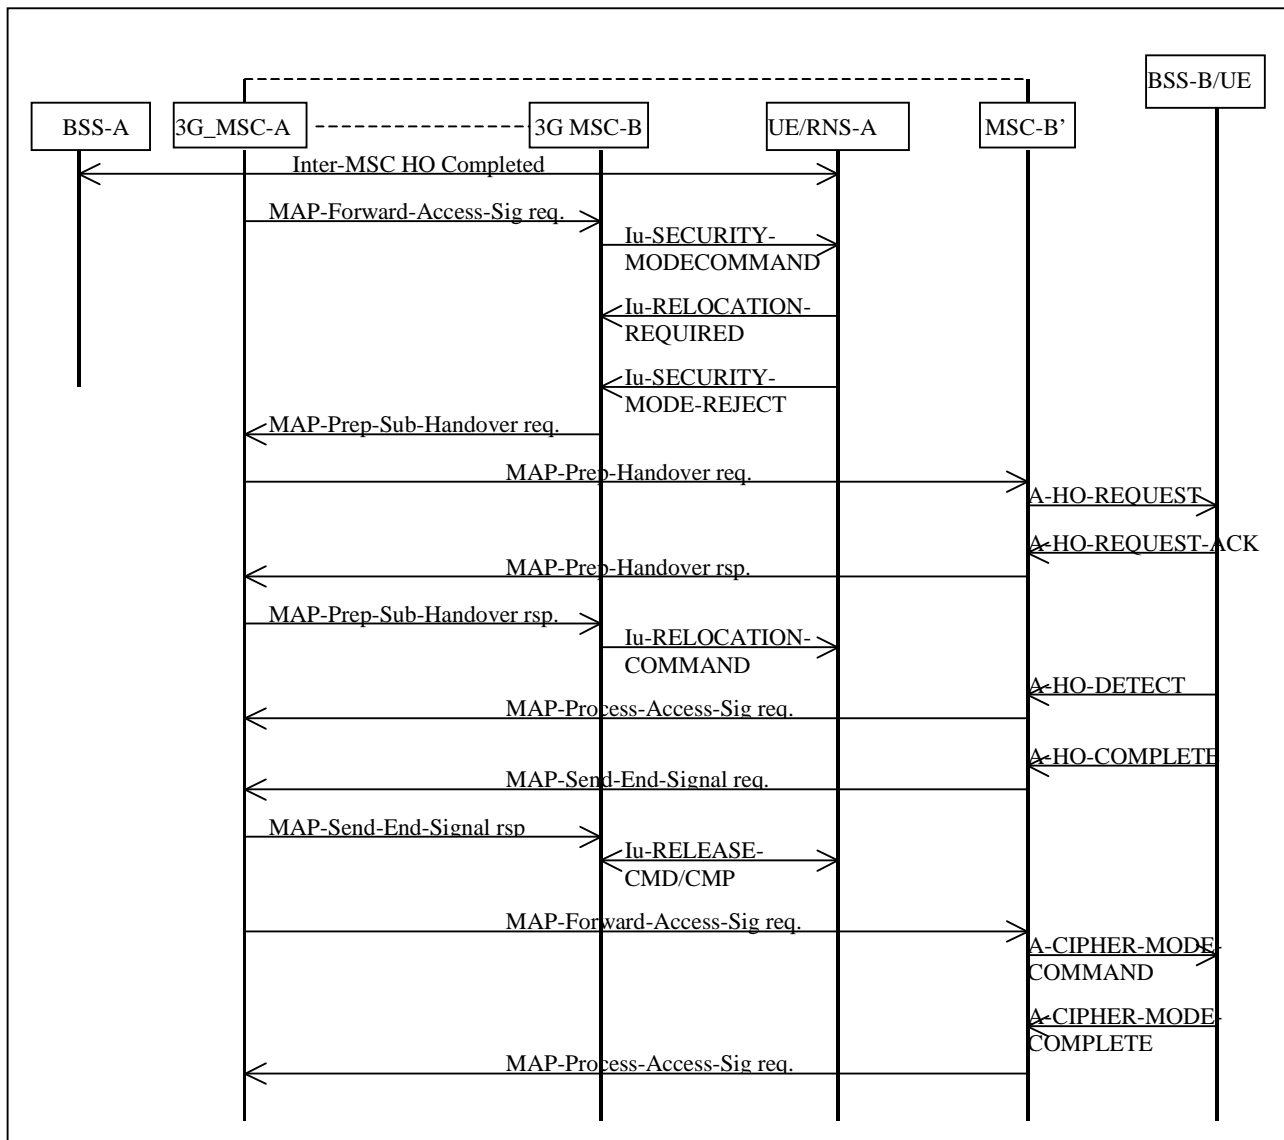 BSS-B/UE
BSS-A
3G_MSC-A
3G MSC-B
UE/RNS-A
MSC-B’
Inter-MSC HO Completed
MAP-Forward-Access-Sig req.
Iu-SECURITY-
MODECOMMAND
Iu-RELOCATION-
REQUIRED
Iu-SECURITY-
MODE-REJECT
MAP-Prep-Sub-Handover req.
MAP-Prep-Handover req.
A-HO-REQUEST
A-HO-REQUEST-ACK
MAP-Prep-Handover rsp.
MAP-Prep-Sub-Handover rsp.
Iu-RELOCATION-
COMMAND
A-HO-DETECT
MAP-Process-Access-Sig req.
A-HO-COMPLETE
MAP-Send-End-Signal req.
MAP-Send-End-Signal rsp
Iu-RELEASE-
CMD/CMP
MAP-Forward-Access-Sig req.
A-CIPHER-MODE-
COMMAND
A-CIPHER-MODE-
COMPLETE
MAP-Process-Access-Sig req.